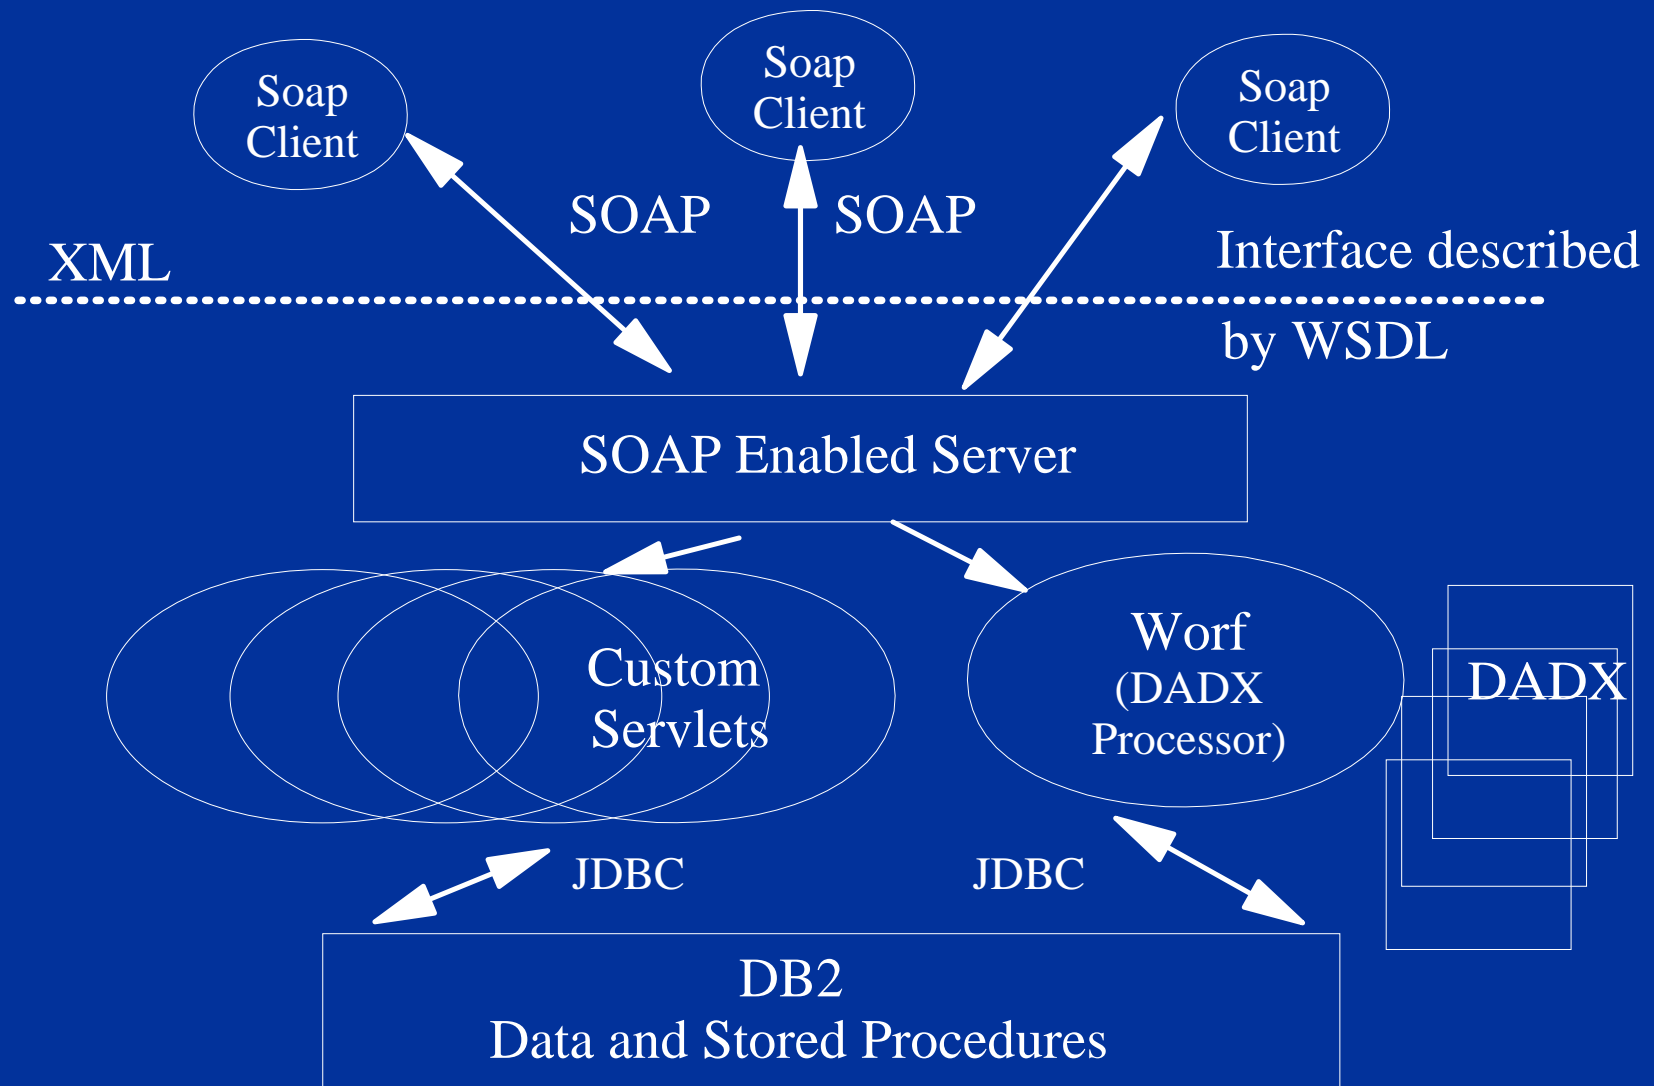 Soap
Client
Soap
Client
Soap
Client
SOAP
SOAP
XML
Interface described
by WSDL
SOAP Enabled Server
Custom
Servlets
Worf
(DADX
Processor)
DADX
JDBC
JDBC
DB2
Data and Stored Procedures